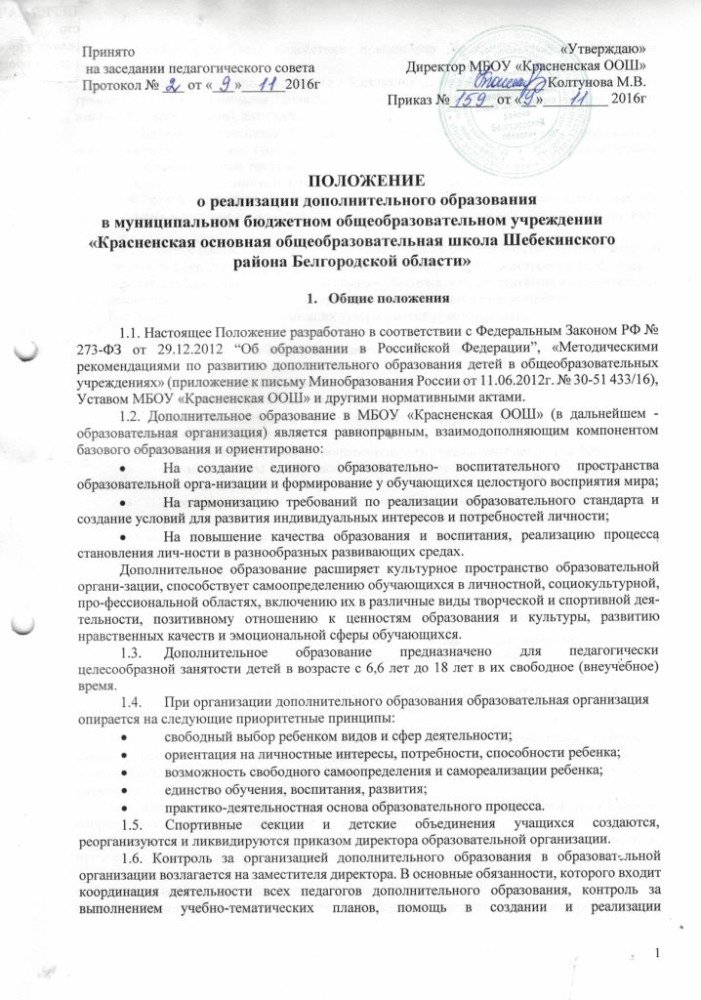 Принято
на заседании педагогического совета
Протокол № 2 от « 9 » 11 2016г
«Утверждаю»
Директор МБОУ «Красненская ООШ»
Колтунова М.В.
Приказ № 159 от «9» 11 2016г
района
Белгородской
области»
ПОЛОЖЕНИЕ
о реализации дополнительного образования
в муниципальном бюджетном общеобразовательном учреждении
«Красненская основная общеобразовательная школа Шебекинского
района Белгородской области»
1. Общие положения
1.1. Настоящее Положение разработано в соответствии с Федеральным Законом РФ №
273-ФЗ от 29.12.2012 “Об образовании в Российской Федерации”, «Методическими
рекомендациями по развитию дополнительного образования детей в общеобразовательных
учреждениях» (приложение к письму Минобразования России от 11.06.2012г. № 30-51 433/16),
Уставом МБОУ «Красненская ООШ» и другими нормативными актами.
1.2. Дополнительное образование в МБОУ «Красненская ООШ» (в дальнейшем -
образовательная организация) является равноправным, взаимодополняющим компонентом
базового образования и ориентировано:
• На создание единого образовательно- воспитательного пространства
образовательной орга-низации и формирование у обучающихся целостного восприятия мира;
• На гармонизацию требований по реализации образовательного стандарта и
создание условий для развития индивидуальных интересов и потребностей личности;
• На повышение качества образования и воспитания, реализацию процесса
становления лич-ности в разнообразных развивающих средах.
Дополнительное образование расширяет культурное пространство образовательной
органи-зации, способствует самоопределению обучающихся в личностной, социокультурной,
про-фессиональной областях, включению их в различные виды творческой и спортивной дея-
тельности, позитивному отношению к ценностям образования и культуры, развитию
нравственных качеств и эмоциональной сферы обучающихся.
1.3. Дополнительное образование предназначено для педагогически
целесообразной занятости детей в возрасте с 6,6 лет до 18 лет в их свободное (внеучебное)
время.
1.4. При организации дополнительного образования образовательная организация
опирается на следующие приоритетные принципы:
• свободный выбор ребенком видов и сфер деятельности;
• ориентация на личностные интересы, потребности, способности ребенка;
• возможность свободного самоопределения и самореализации ребенка;
• единство обучения, воспитания, развития;
• практико-деятельностная основа образовательного процесса.
1.5. Спортивные секции и детские объединения учащихся создаются,
реорганизуются и ликвидируются приказом директора образовательной организации.
1.6. Контроль за организацией дополнительного образования в образовательной
организации возлагается на заместителя директора. В основные обязанности, которого входит
координация деятельности всех педагогов дополнительного образования, контроль за
выполнением учебно-тематических планов, помощь в создании и реализации
1